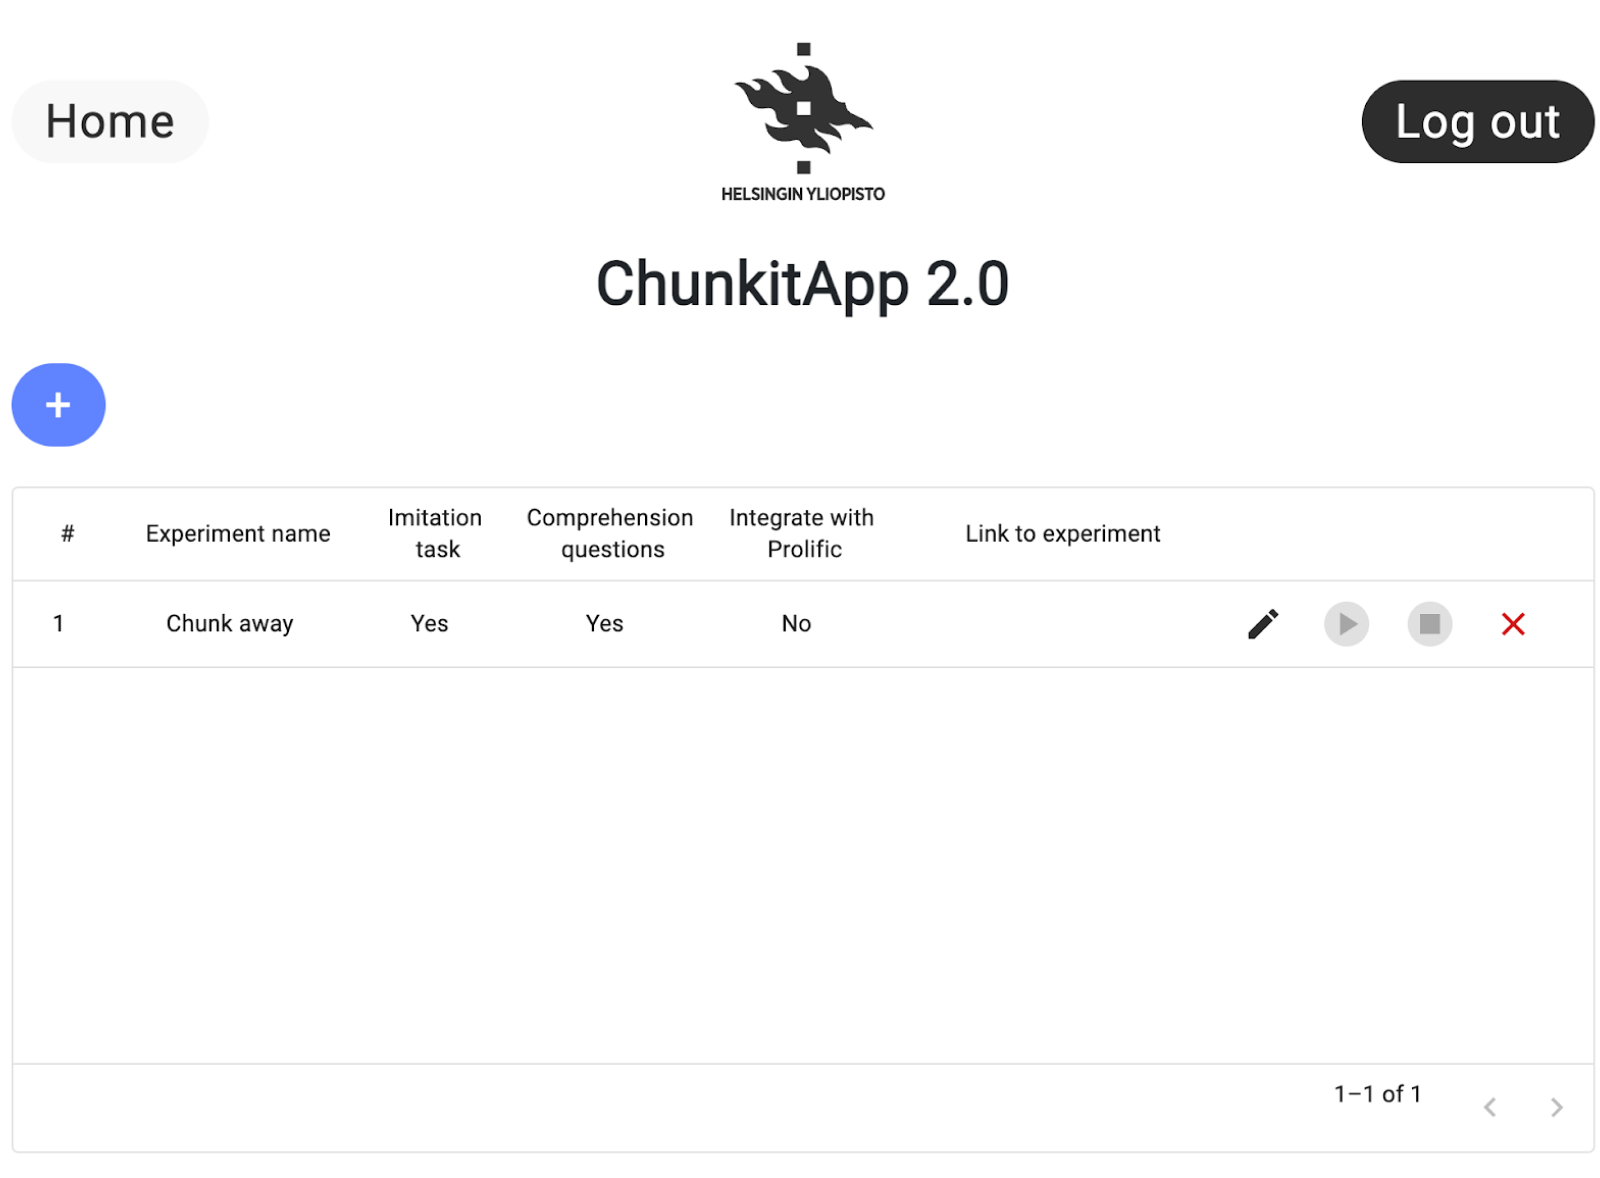 Home
HELSINGIN YLIOPISTO
Log out
ChunkitApp 2.0
+
# Experiment name Imitation task Comprehension questions Integrate with Prolific Link to experiment
1 Chunk away Yes Yes No
1–1 of 1